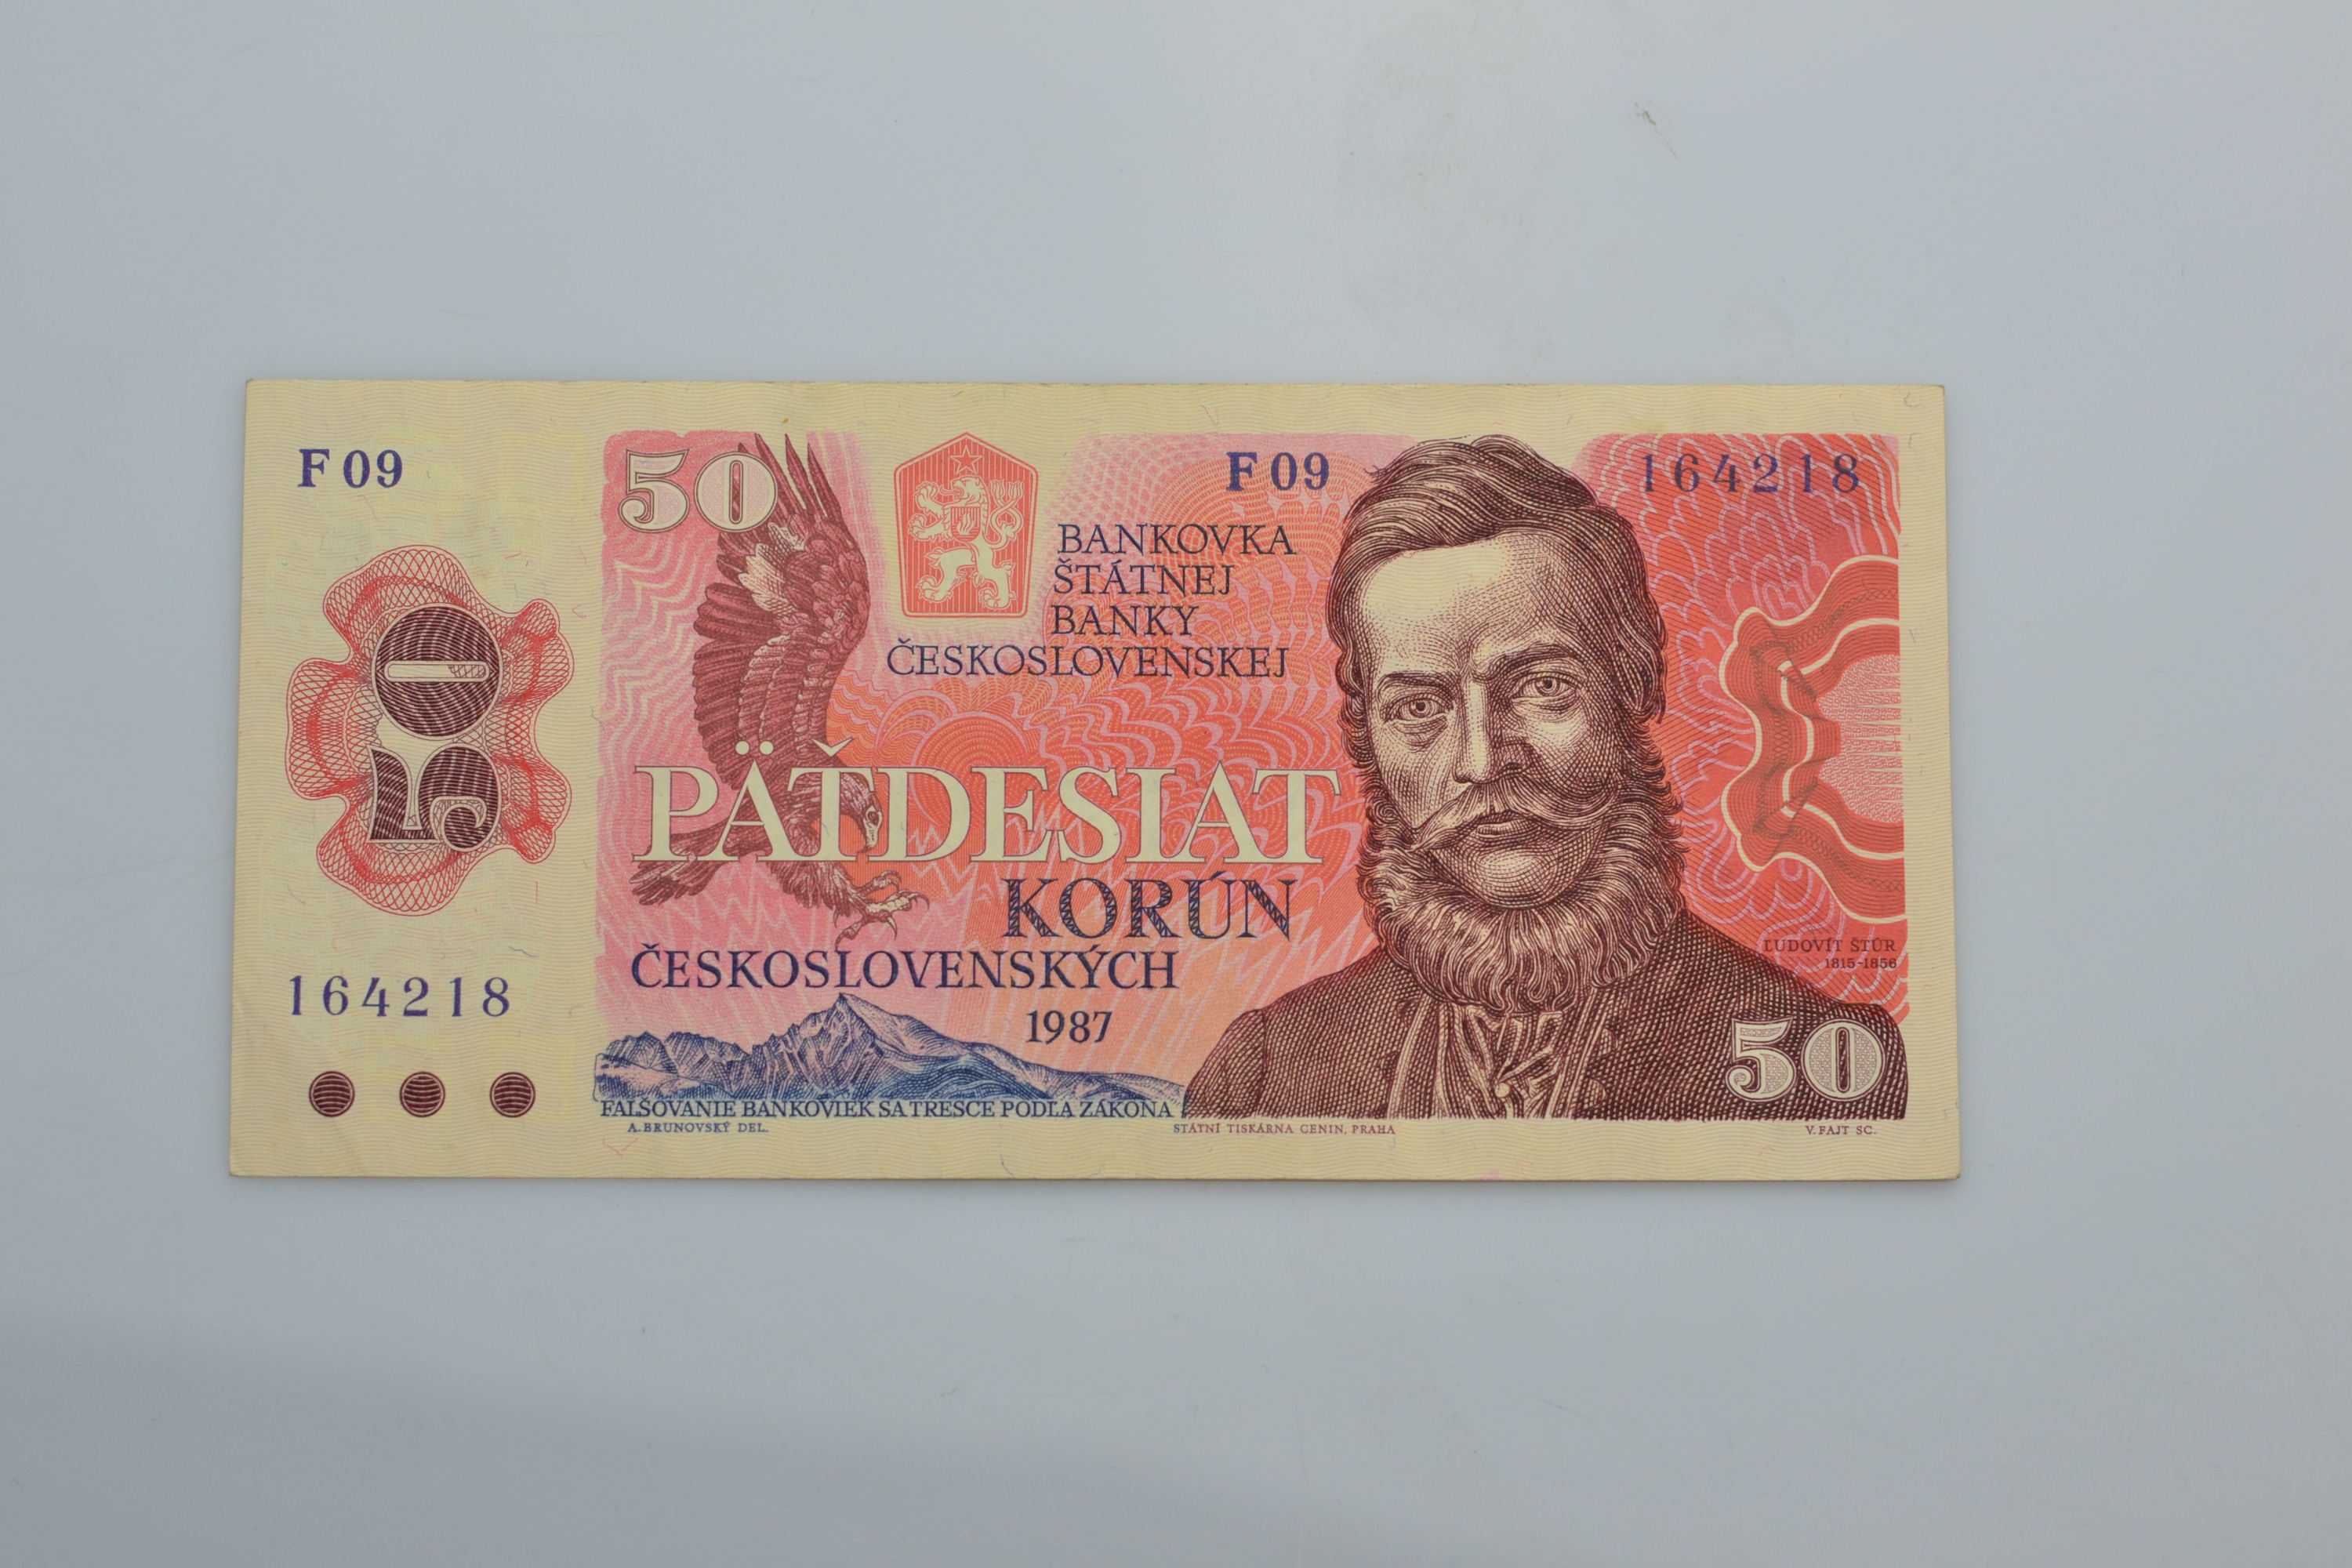 F 09
164218
50
50
F 09
164218
BANKOVKA
ŠTÁTNEJ
BANKY
ČESKOSLOVENSKEJ
PÄŤDESIAT
KORÚN
ČESKOSLOVENSKÝCH
1987
ĽUDOVÍT ŠTÚR
1815-1856
50
FALŠOVANIE BANKOVIEK SA TRESCE PODĽA ZÁKONA
A. BRUNOVSKÝ DEL.
STÁTNÍ TISKÁRNA CENIN, PRAHA
V. FAJT SC.